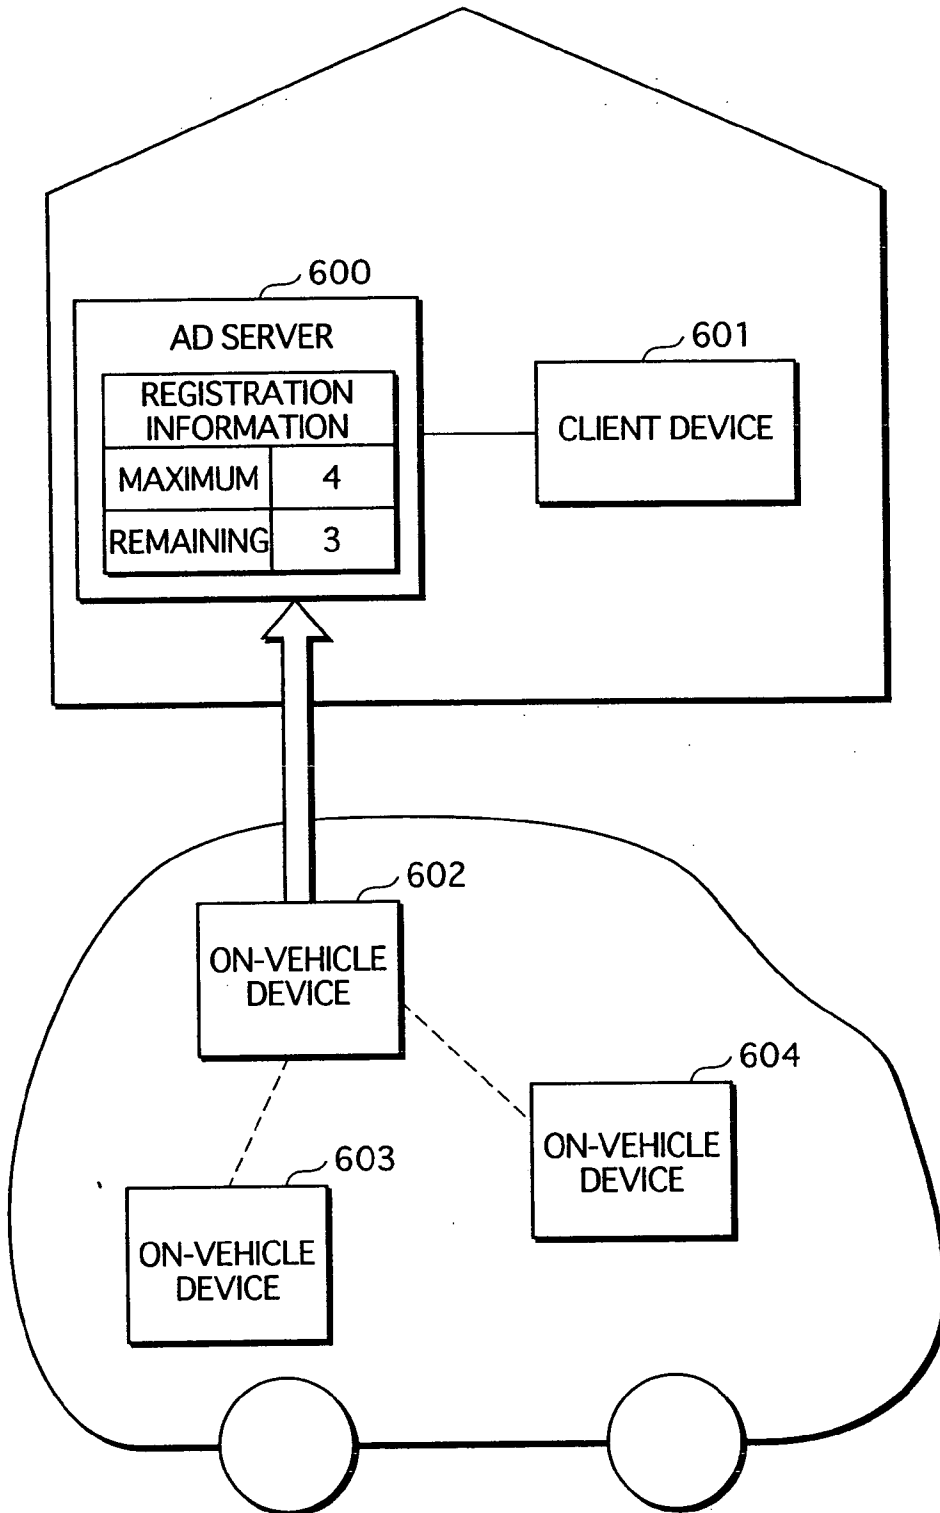 600
AD SERVER
REGISTRATION
INFORMATION
MAXIMUM 4
REMAINING 3
601
CLIENT DEVICE
602
ON-VEHICLE
DEVICE
604
ON-VEHICLE
DEVICE
603
ON-VEHICLE
DEVICE